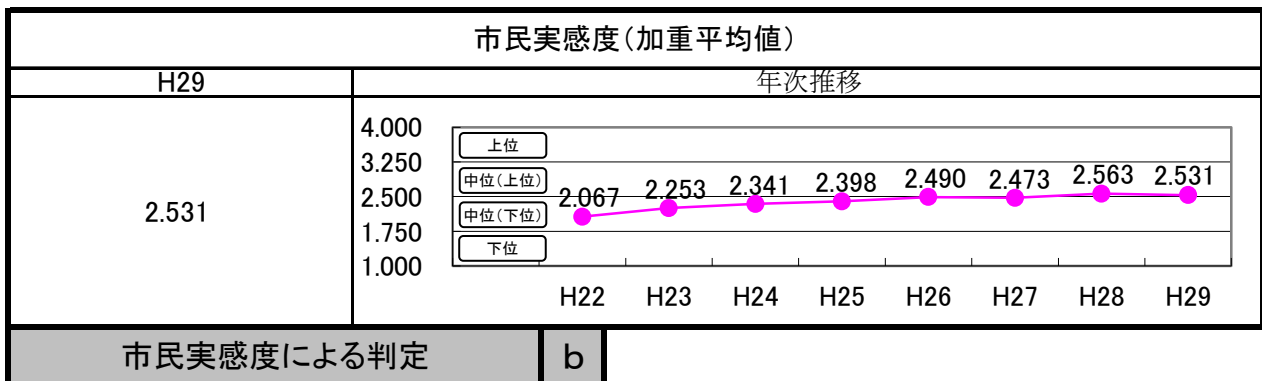 市民実感度(加重平均値)
H29
年次推移
2.531
4.000
3.250
2.500
1.750
1.000
上位
中位(上位)
中位(下位)
下位
2.067 2.253 2.341 2.398 2.490 2.473 2.563 2.531
H22 H23 H24 H25 H26 H27 H28 H29
市民実感度による判定 b